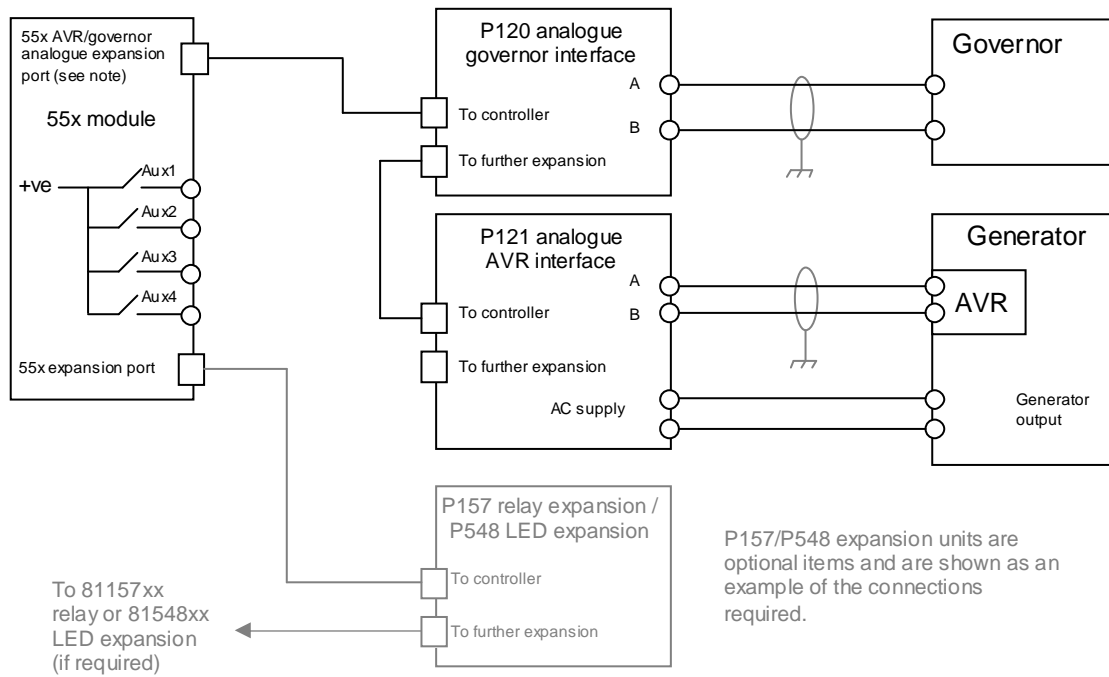 55x AVR/governor
analogue expansion
port (see note)
55x module
+ve
Aux1
Aux2
Aux3
Aux4
55x expansion port
P120 analogue
governor interface
A
B
To controller
To further expansion
Governor
P121 analogue
AVR interface
A
B
To controller
To further expansion
AC supply
Generator
AVR
Generator
output
P157 relay expansion /
P548 LED expansion
To controller
To further expansion
To 81157xx
relay or 81548xx
LED expansion
(if required)
P157/P548 expansion units are
optional items and are shown as an
example of the connections
required.